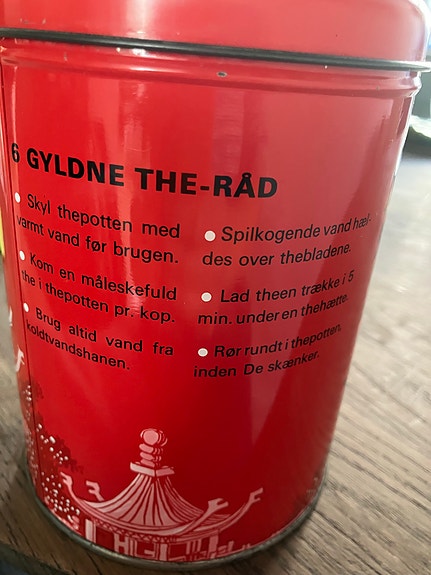 6 GYLDNE THE-RÅD
● Skyl thepotten med
varmt vand før brugen.
● Kom en måleskefuld
the i thepotten pr. kop.
● Brug altid vand fra
koldtvandshanen.
● Spilkogende vand hæl-
des over thebladene.
● Lad theen trække i 5
min. under en thehætte.
● Rør rundt i thepotten,
inden De skænker.